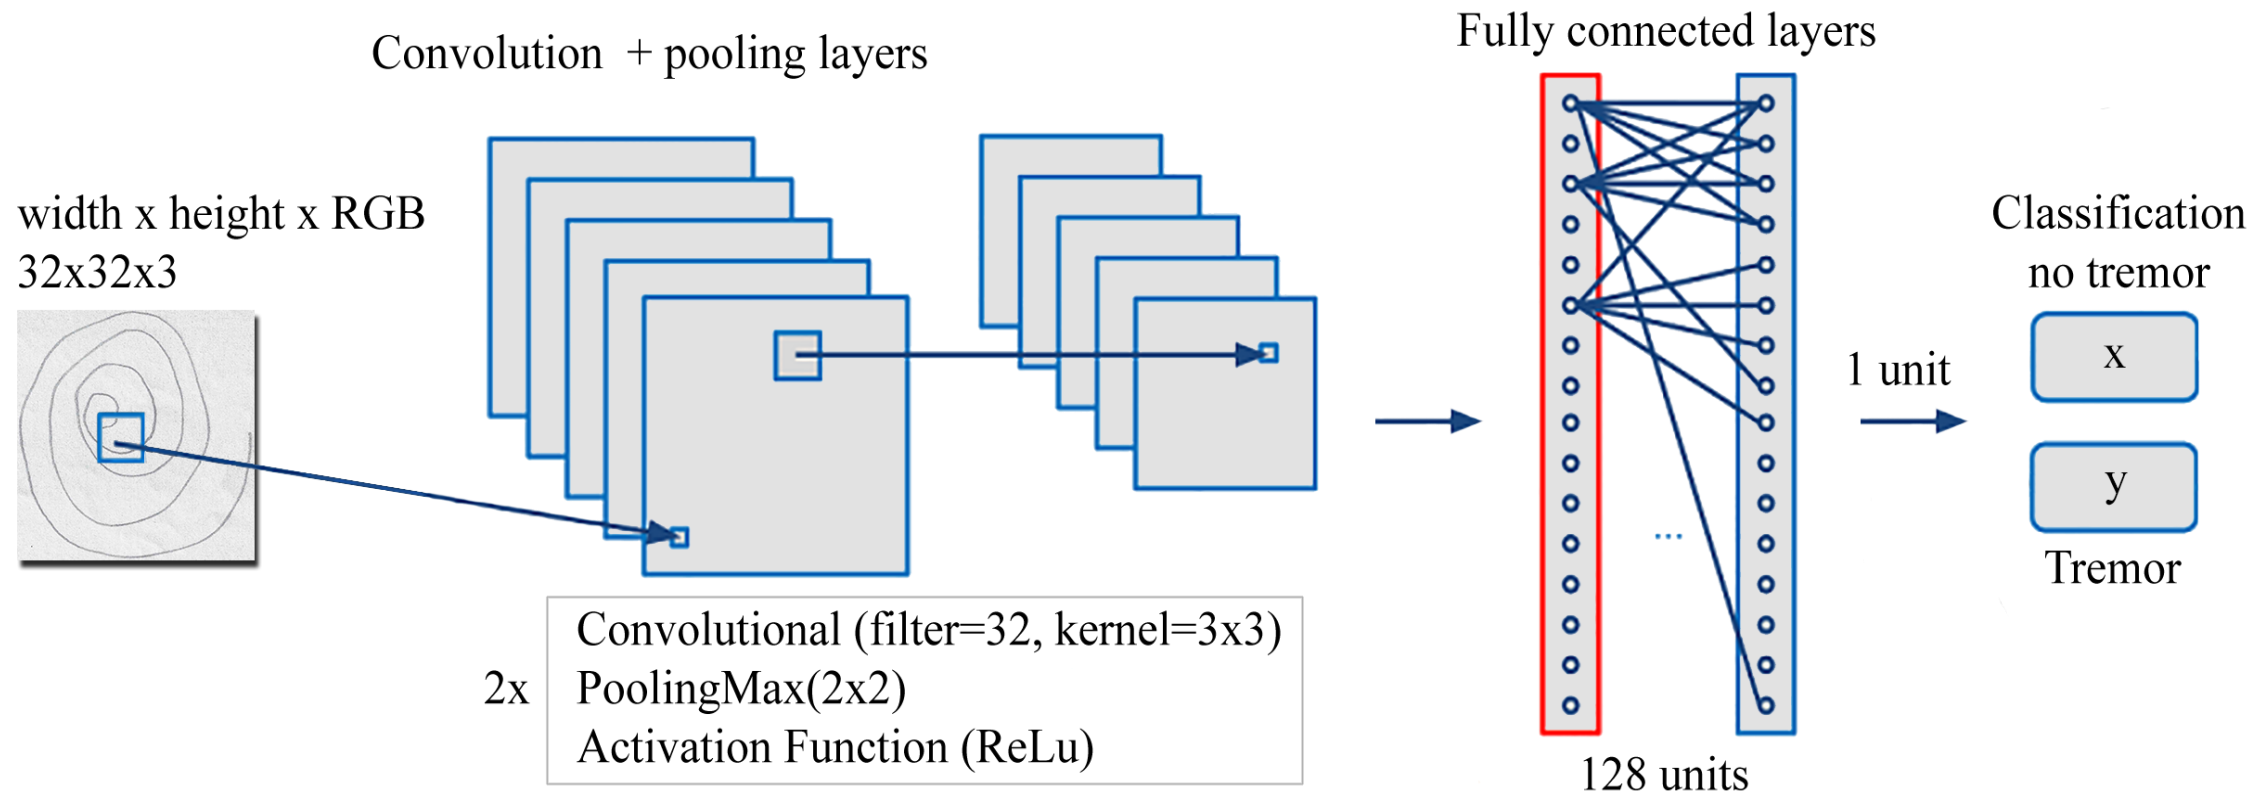 Convolution + pooling layers
Fully connected layers
width x height x RGB
32x32x3
Convolutional (filter=32, kernel=3x3)
2x PoolingMax(2x2)
Activation Function (ReLu)
...
128 units
1 unit
Classification
no tremor
x
y
Tremor